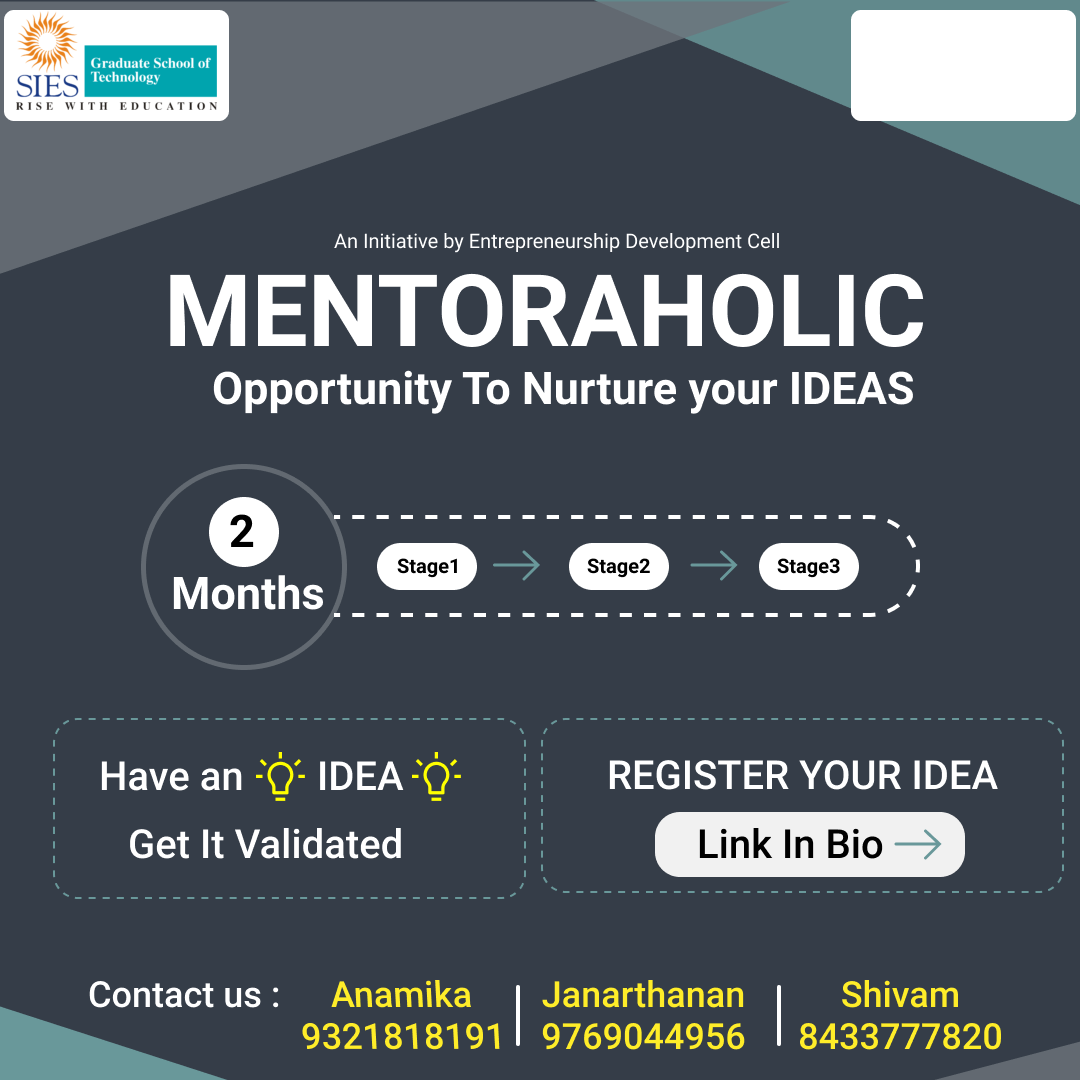 SIES
Graduate School of
Technology
RISE WITH EDUCATION
An Initiative by Entrepreneurship Development Cell
MENTORAHOLIC
Opportunity To Nurture your IDEAS
2
Months
Stage1
Stage2
Stage3
Have an IDEA
Get It Validated
REGISTER YOUR IDEA
Link In Bio
Contact us :
Anamika
9321818191
Janarthanan
9769044956
Shivam
8433777820